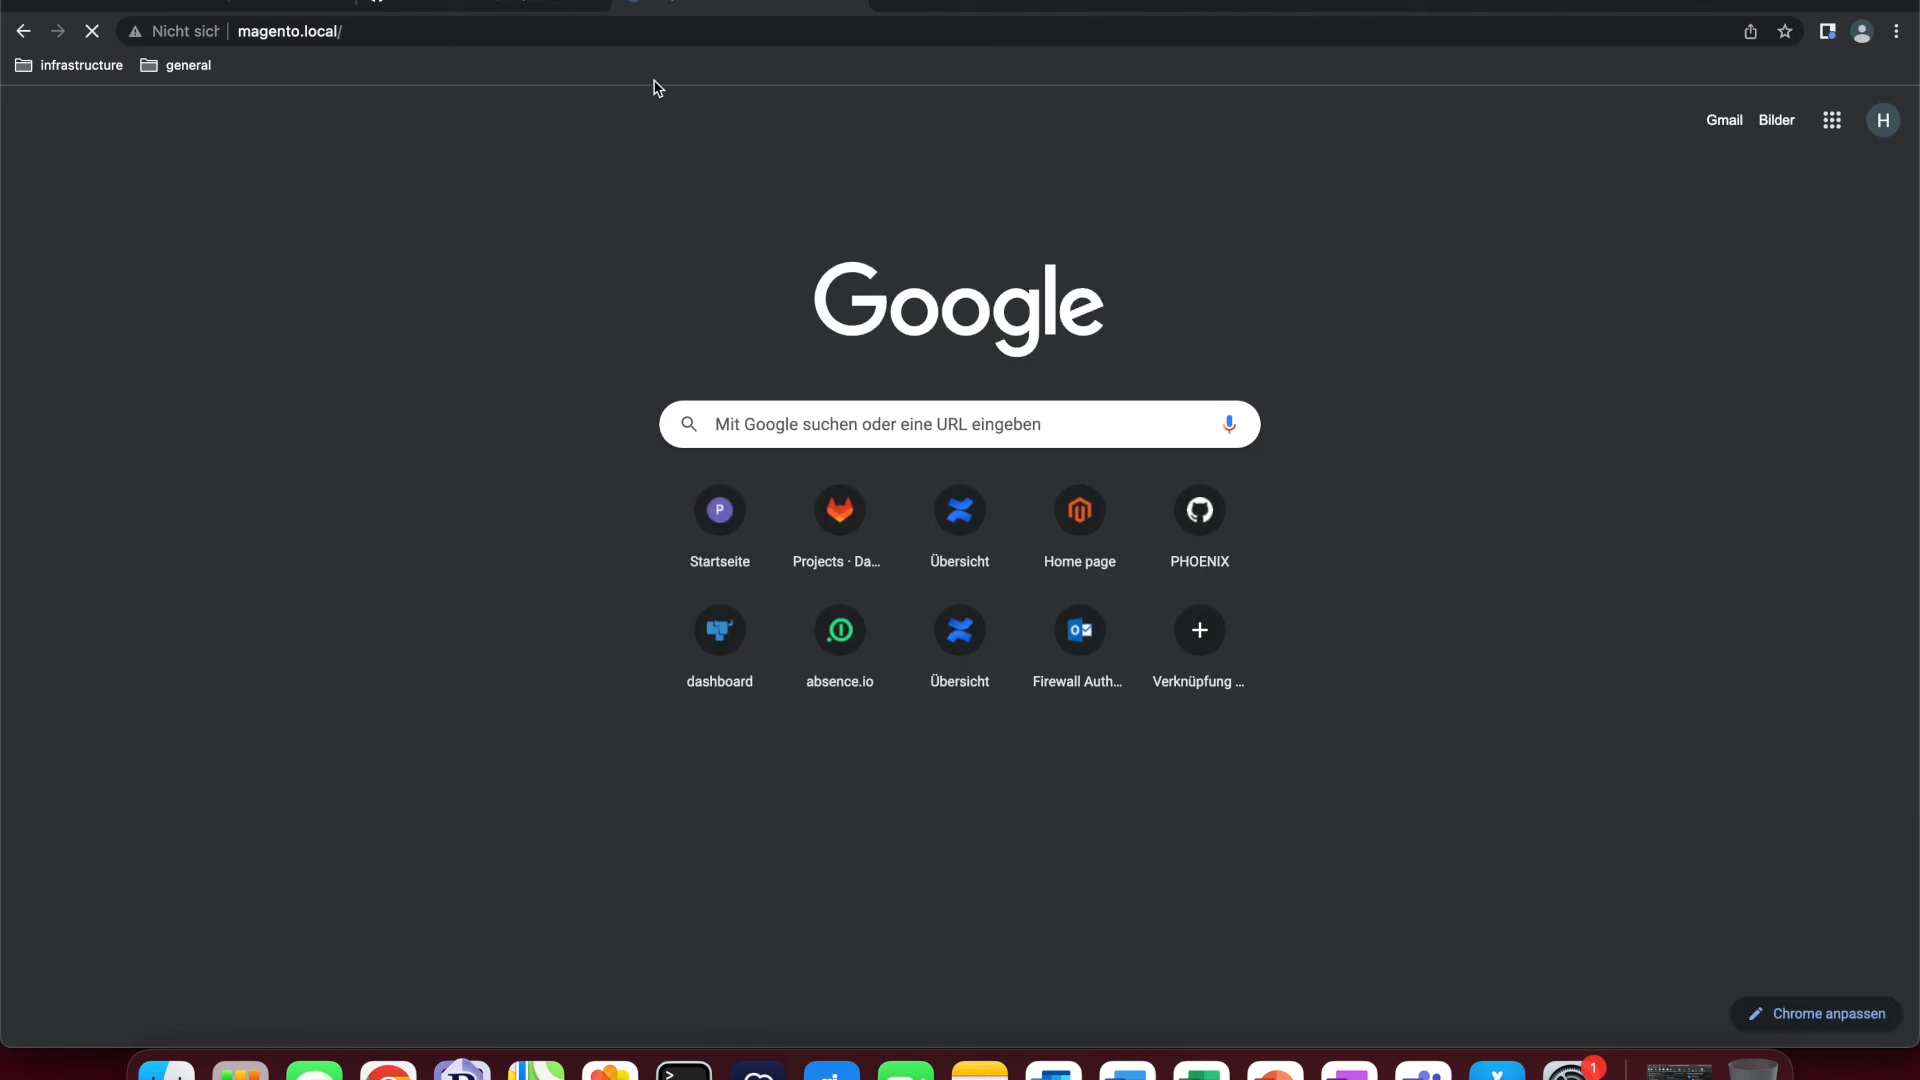 Nicht sich magento.local/
infrastructure general
Gmail Bilder H
Google
Mit Google suchen oder eine URL eingeben
P
Startseite Projects · Da... Übersicht Home page PHOENIX
dashboard absence.io Übersicht Firewall Auth... Verknüpfung ...
Chrome anpassen
1